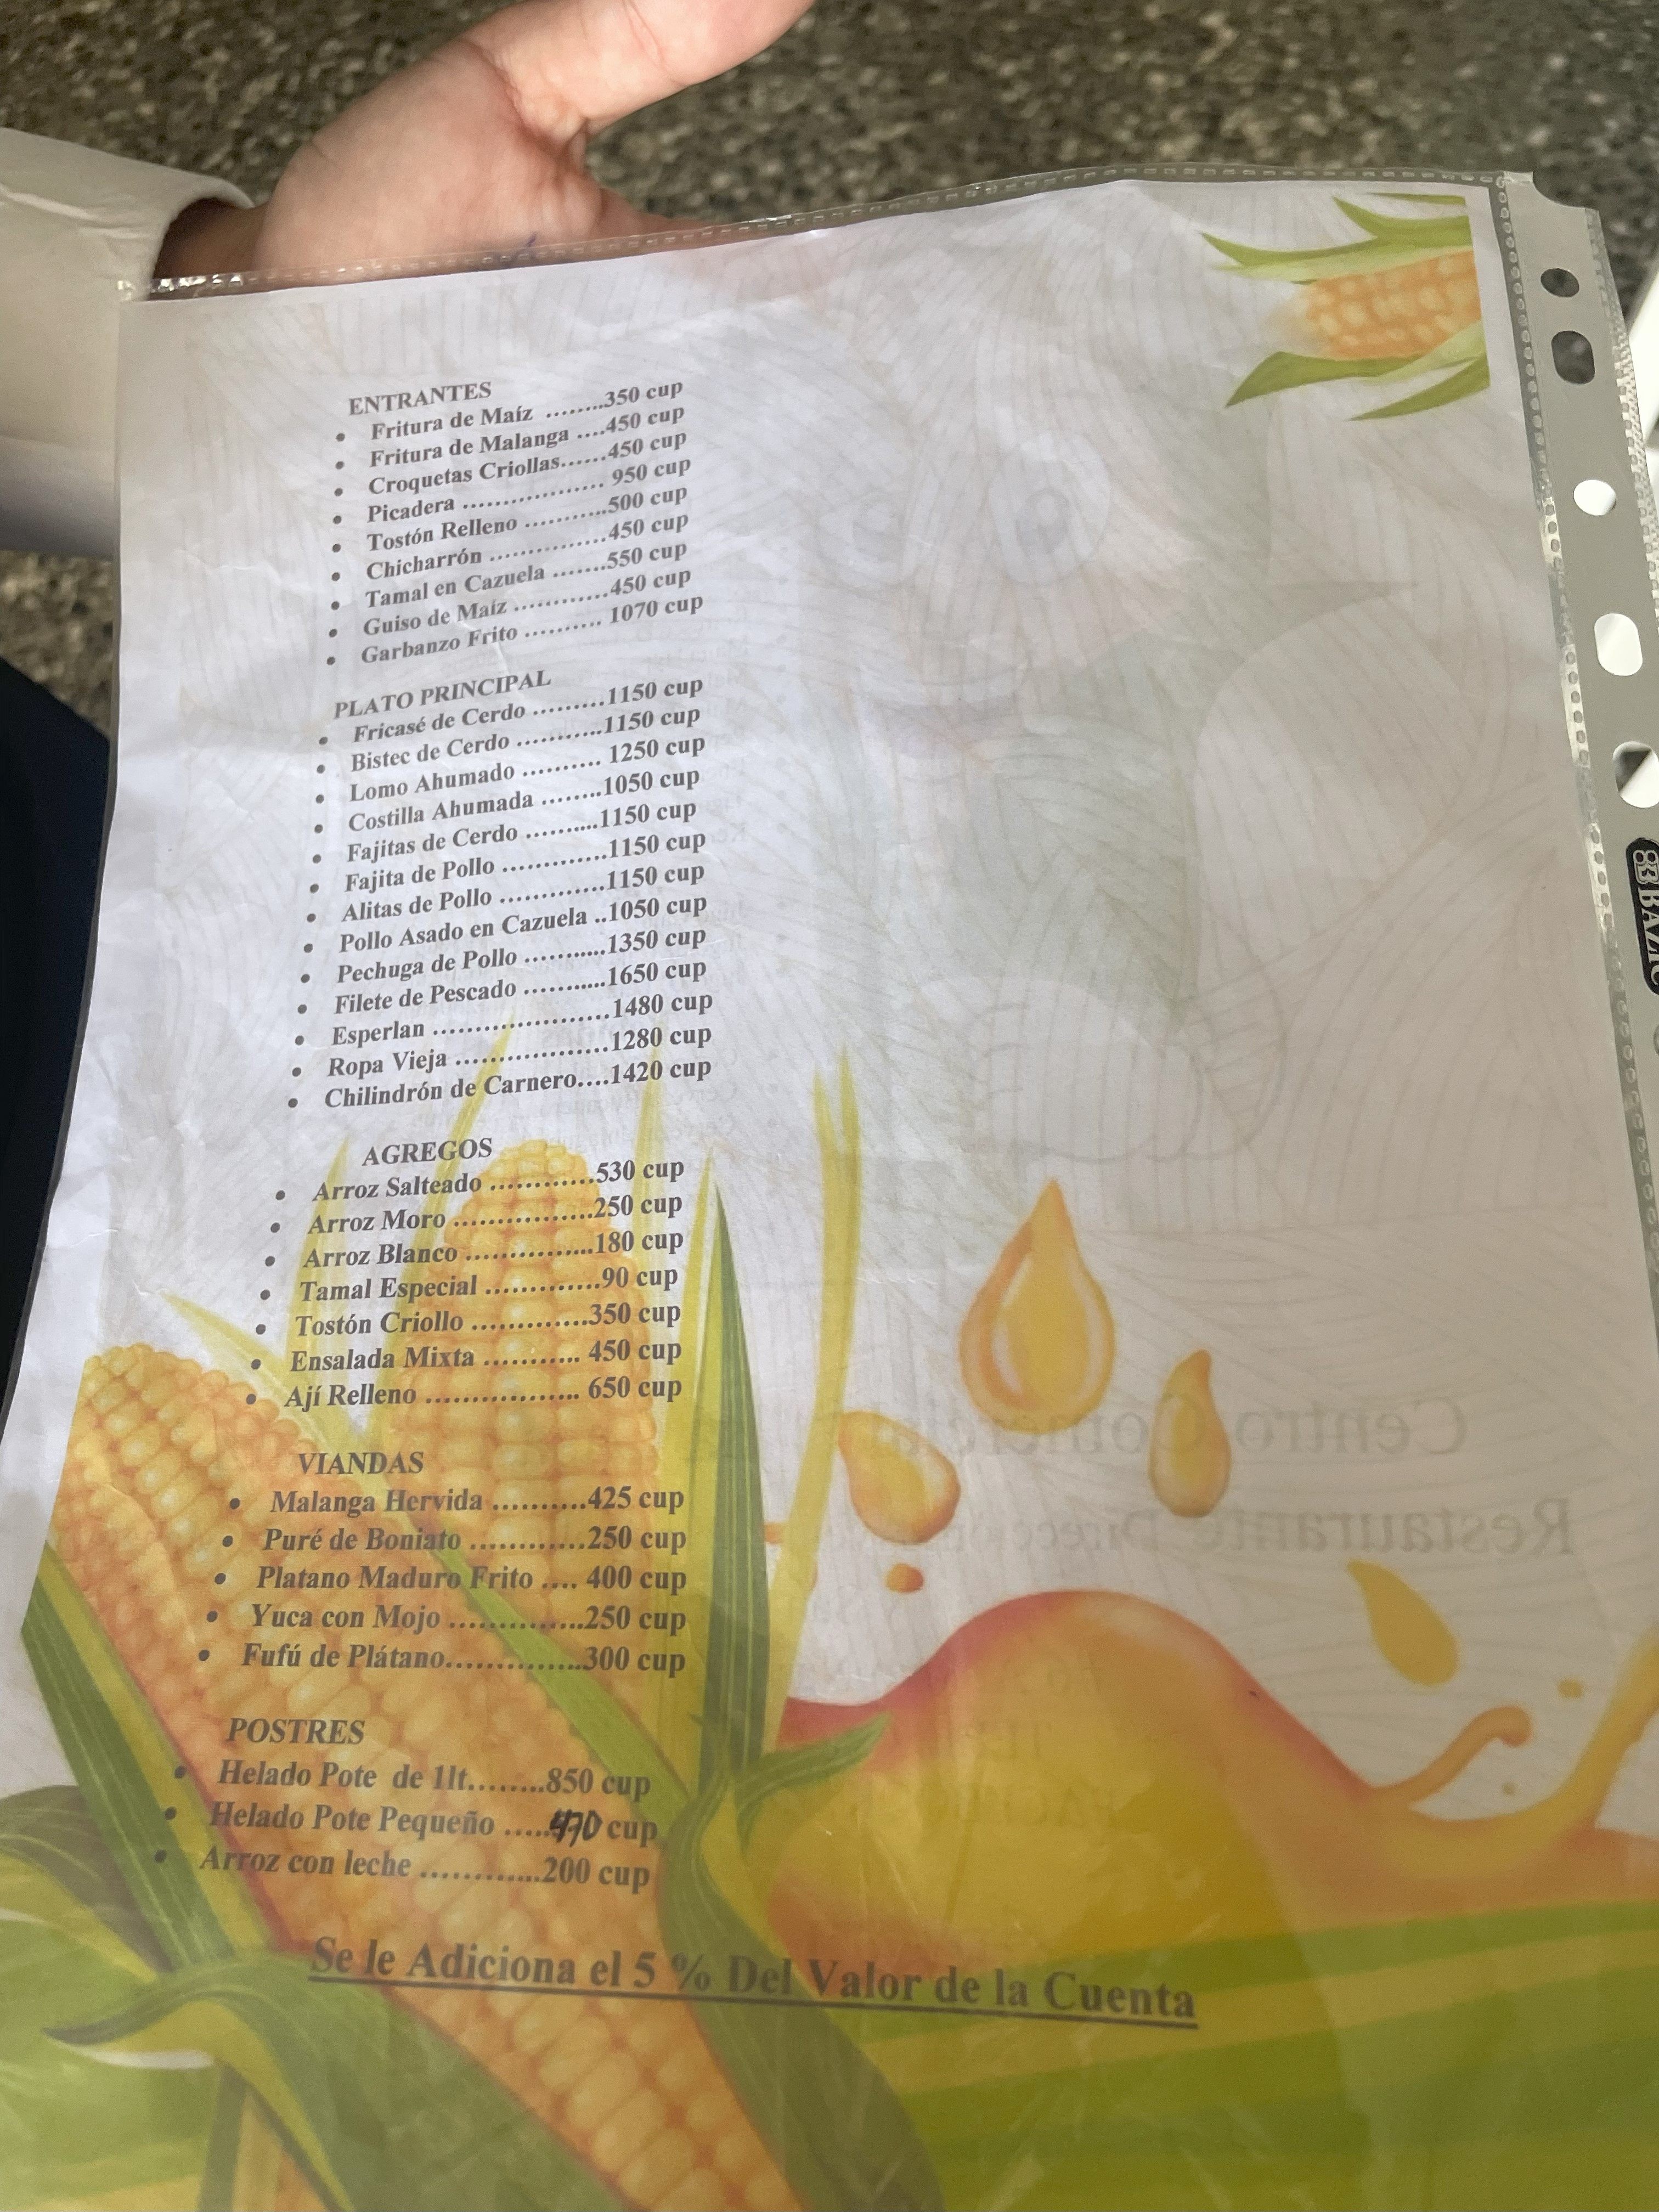 ENTRANTES
• Fritura de Maíz ........350 cup
• Fritura de Malanga ....450 cup
• Croquetas Criollas......450 cup
• Picadera .................... 950 cup
• Tostón Relleno ...........500 cup
• Chicharrón ................450 cup
• Tamal en Cazuela .......550 cup
• Guiso de Maíz .............450 cup
• Garbanzo Frito .......... 1070 cup
PLATO PRINCIPAL
• Fricasé de Cerdo .........1150 cup
• Bistec de Cerdo ...........1150 cup
• Lomo Ahumado .......... 1250 cup
• Costilla Ahumada ........1050 cup
• Fajitas de Cerdo ..........1150 cup
• Fajita de Pollo .............1150 cup
• Alitas de Pollo .............1150 cup
• Pollo Asado en Cazuela ..1050 cup
• Pechuga de Pollo ...........1350 cup
• Filete de Pescado ...........1650 cup
• Esperlan ......................1480 cup
• Ropa Vieja ...................1280 cup
• Chilindrón de Carnero....1420 cup
AGREGOS
• Arroz Salteado ............530 cup
• Arroz Moro .................250 cup
• Arroz Blanco ...............180 cup
• Tamal Especial .............90 cup
• Tostón Criollo .............350 cup
• Ensalada Mixta ........... 450 cup
• Ají Relleno ................. 650 cup
VIANDAS
• Malanga Hervida ..........425 cup
• Puré de Boniato ............250 cup
• Platano Maduro Frito .... 400 cup
• Yuca con Mojo ...............250 cup
• Fufú de Plátano...............300 cup
POSTRES
• Helado Pote de 1lt........850 cup
• Helado Pote Pequeño .....470 cup
• Arroz con leche ............200 cup
Se le Adiciona el 5 % Del Valor de la Cuenta
BAZIC
Centro Comercial
Restaurante